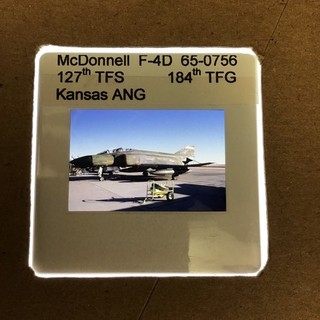 McDonnell F-4D 65-0756
127th TFS 184th TFG
Kansas ANG